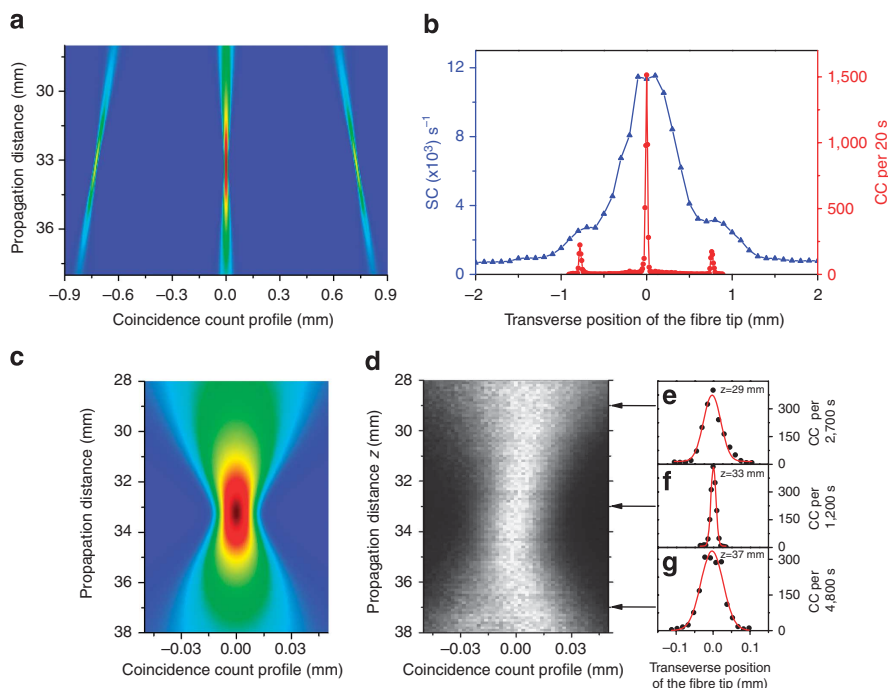 a
Propagation distance (mm)
30
33
37
−0.9
−0.6
−0.3
0.0
0.3
0.6
0.9
Coincidence count profile (mm)
b
SC (x10³) s⁻¹
12
8
4
0
−2
−1
0
1
2
Transverse position of the fibre tip (mm)
1,500
1,000
500
0
CC per 20 s
c
Propapation distance (mm)
28
30
32
34
36
38
−0.03
0.00
0.03
Coincidence count profile (mm)
d
Propagation distance z (mm)
28
30
32
34
36
38
−0.03
0.00
0.03
Coincidence count profile (mm)
e
z=29 mm
300
150
0
CC per
2,700 s
f
z=33 mm
300
150
0
CC per
1,200 s
g
z=37 mm
300
150
0
CC per
4,800 s
−0.1
0.0
0.1
Transverse position
of the fibre tip (mm)